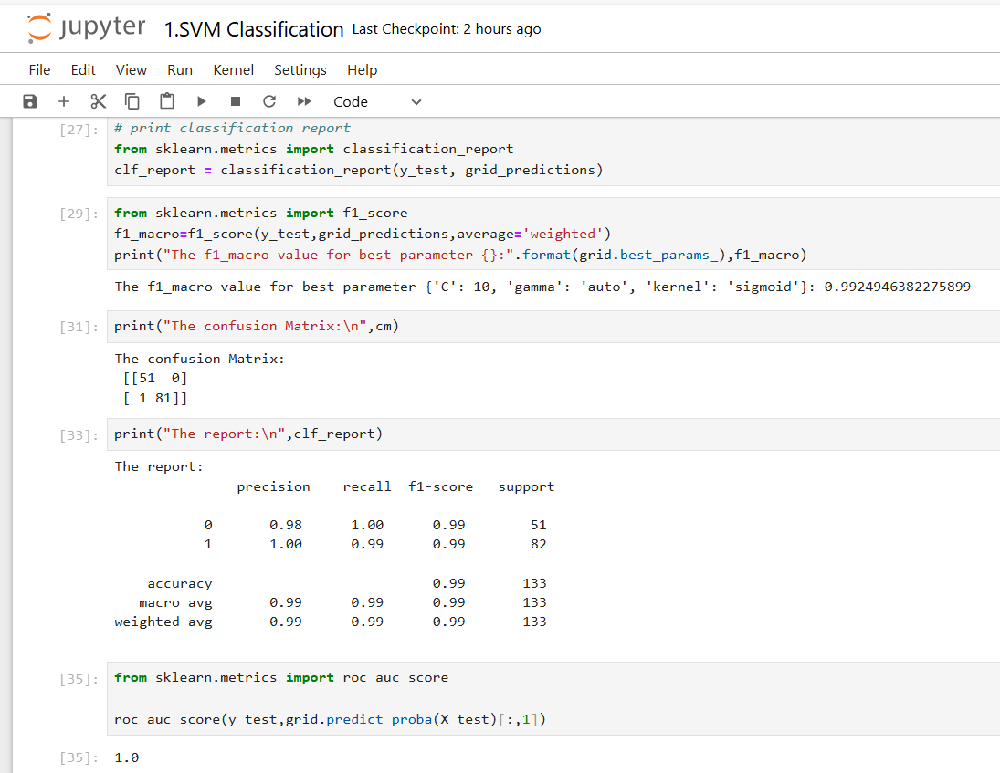 jupyter 1.SVM Classification Last Checkpoint: 2 hours ago
File Edit View Run Kernel Settings Help
Code
[27]: # print classification report
from sklearn.metrics import classification_report
clf_report = classification_report(y_test, grid_predictions)
[29]: from sklearn.metrics import f1_score
f1_macro=f1_score(y_test,grid_predictions,average='weighted')
print("The f1_macro value for best parameter {}:".format(grid.best_params_),f1_macro)
The f1_macro value for best parameter {'C': 10, 'gamma': 'auto', 'kernel': 'sigmoid'}: 0.9924946382275899
[31]: print("The confusion Matrix:\n",cm)
The confusion Matrix:
[[51  0]
[ 1 81]]
[33]: print("The report:\n",clf_report)
The report:
precision recall f1-score support
0 0.98 1.00 0.99 51
1 1.00 0.99 0.99 82
accuracy 0.99 133
macro avg 0.99 0.99 0.99 133
weighted avg 0.99 0.99 0.99 133
[35]: from sklearn.metrics import roc_auc_score
roc_auc_score(y_test,grid.predict_proba(X_test)[:,1])
[35]: 1.0